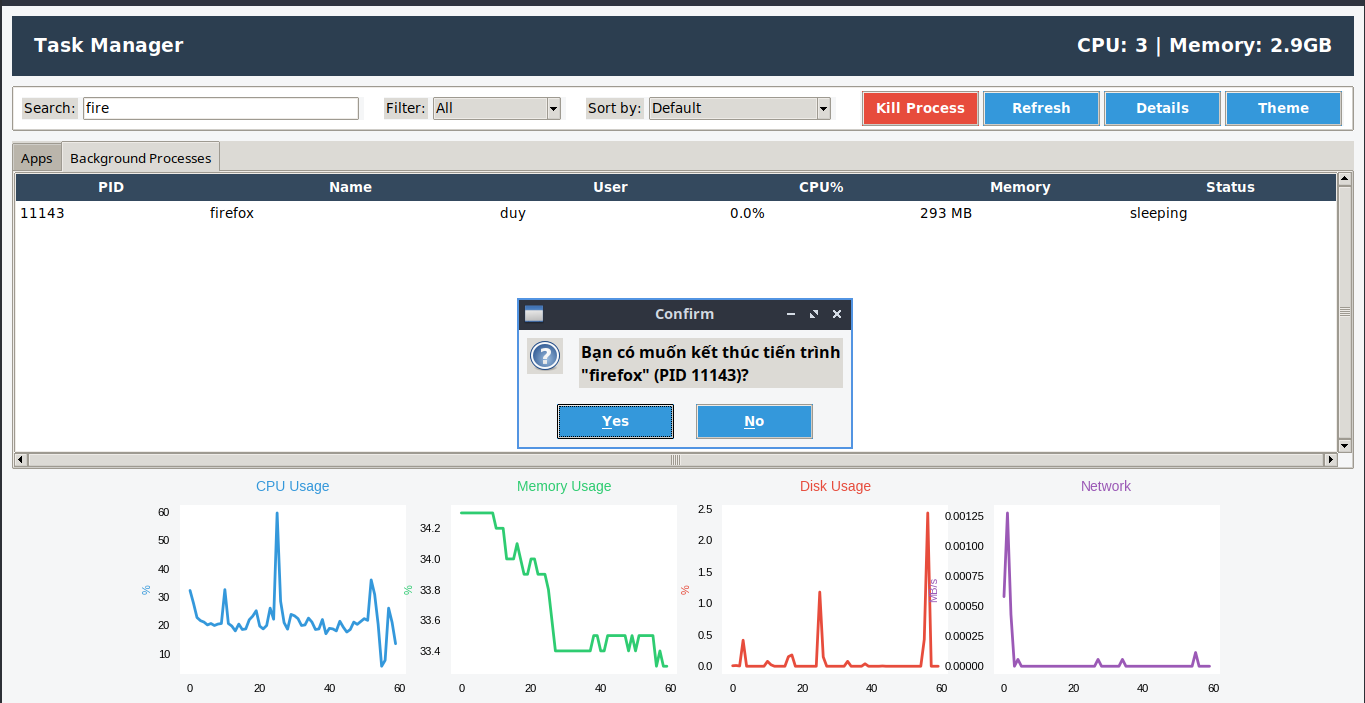 Task Manager
CPU: 3 | Memory: 2.9GB
Search: fire Filter: All Sort by: Default Kill Process Refresh Details Theme
Apps Background Processes
PID Name User CPU% Memory Status
11143 firefox duy 0.0% 293 MB sleeping
Confirm
Bạn có muốn kết thúc tiến trình
"firefox" (PID 11143)?
Yes No
CPU Usage
%
60
50
40
30
20
10
0 20 40 60
Memory Usage
%
34.2
34.0
33.8
33.6
33.4
0 20 40 60
Disk Usage
%
2.5
2.0
1.5
1.0
0.5
0.0
0 20 40 60
Network
MB/s
0.00125
0.00100
0.00075
0.00050
0.00025
0.00000
0 20 40 60